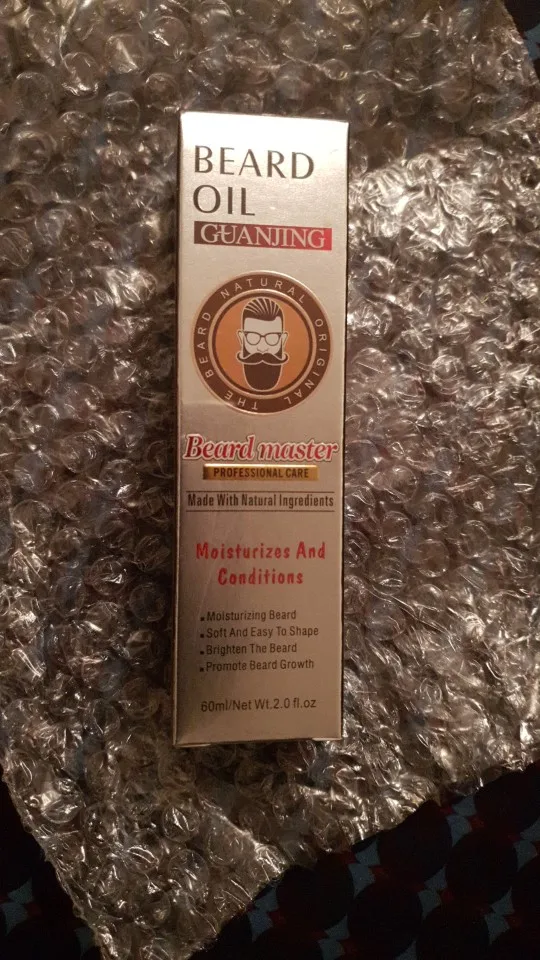 BEARD
OIL
GUANJING
THE BEARD NATURAL ORIGINAL
Beard master
PROFESSIONAL CARE
Made With Natural Ingredients
Moisturizes And
Conditions
Moisturizing Beard
Soft And Easy To Shape
Brighten The Beard
Promote Beard Growth
60ml/Net Wt.2.0 fl.oz